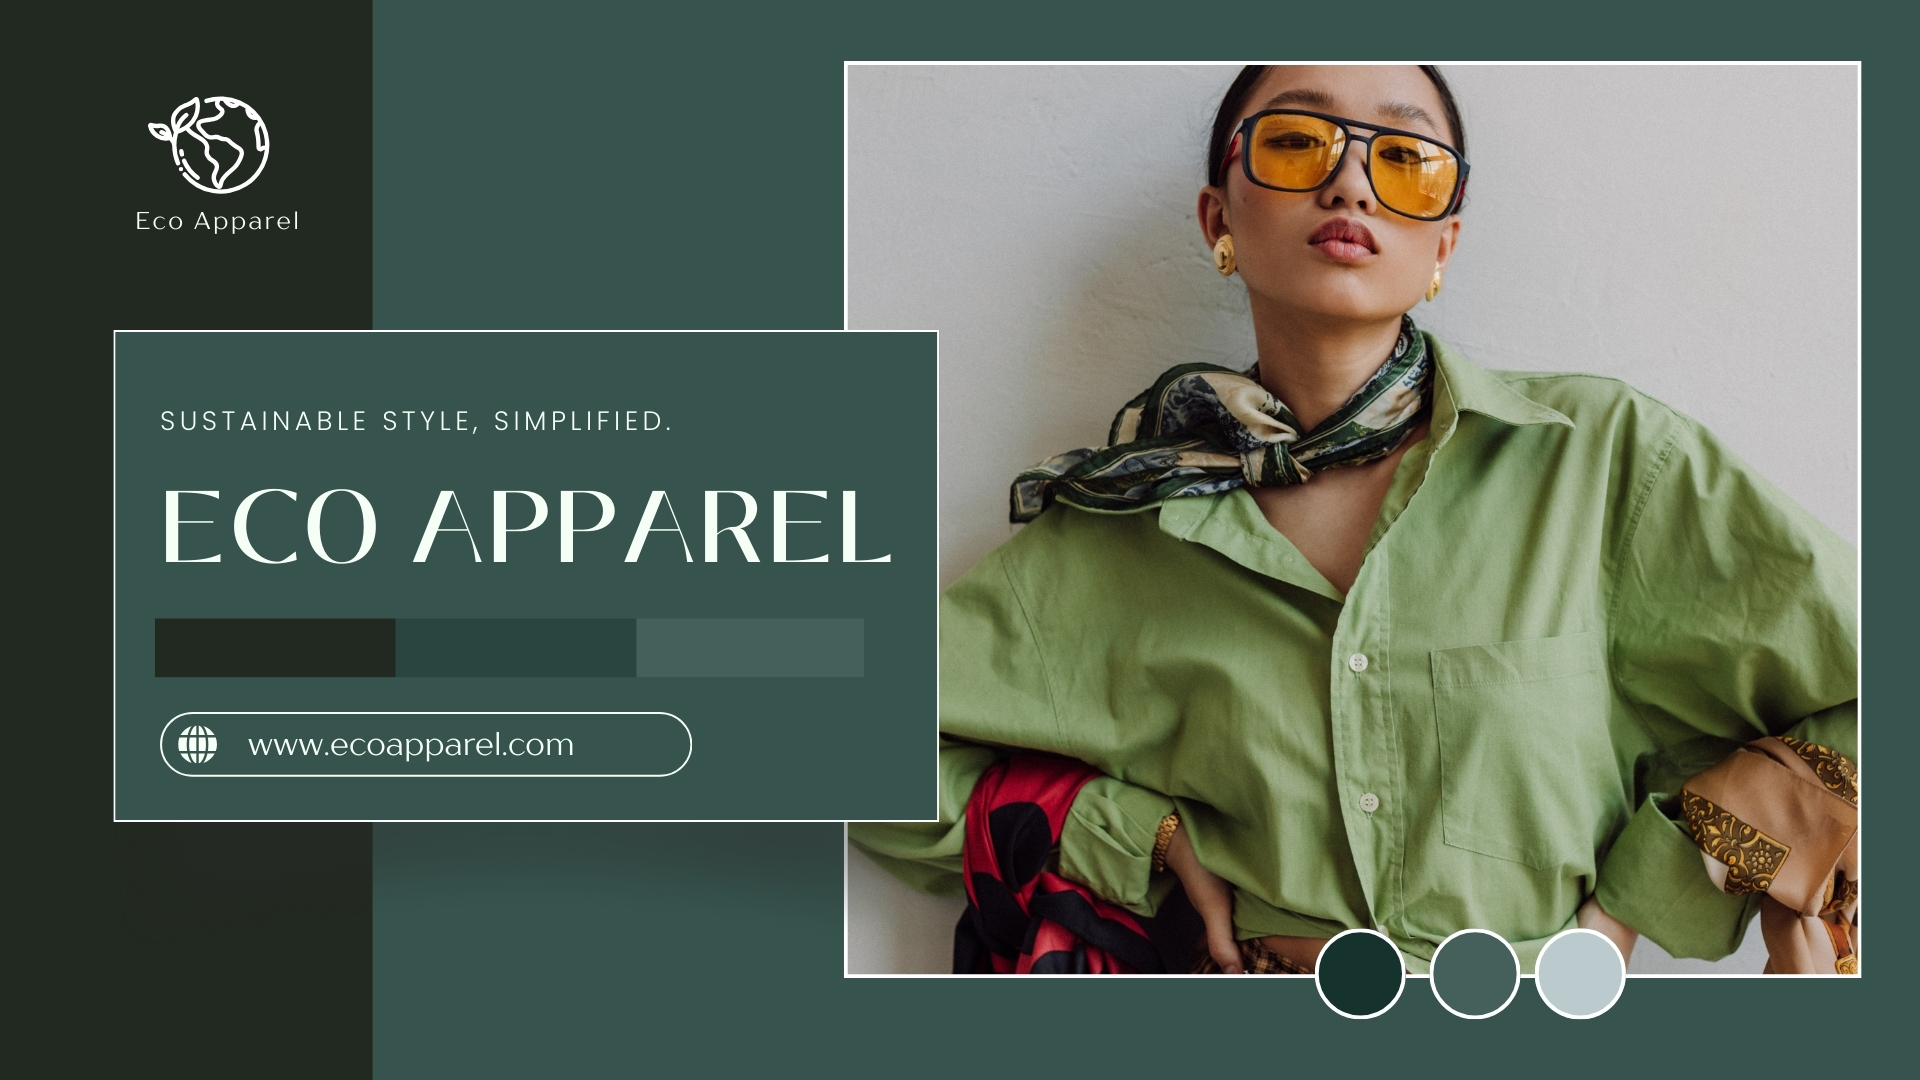 Eco Apparel
SUSTAINABLE STYLE, SIMPLIFIED.
ECO APPAREL
www.ecoapparel.com